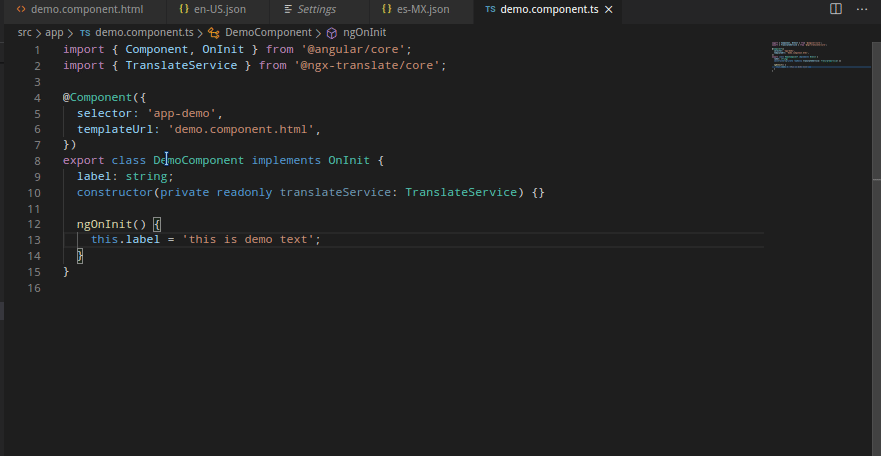 demo.component.html {} en-US.json Settings {} es-MX.json TS demo.component.ts
src > app > TS demo.component.ts > DemoComponent > ngOnInit
1 import { Component, OnInit } from '@angular/core';
2 import { TranslateService } from '@ngx-translate/core';
3
4 @Component({
5 selector: 'app-demo',
6 templateUrl: 'demo.component.html',
7 })
8 export class DemoComponent implements OnInit {
9 label: string;
10 constructor(private readonly translateService: TranslateService) {}
11
12 ngOnInit() {
13 this.label = 'this is demo text';
14 }
15 }
16